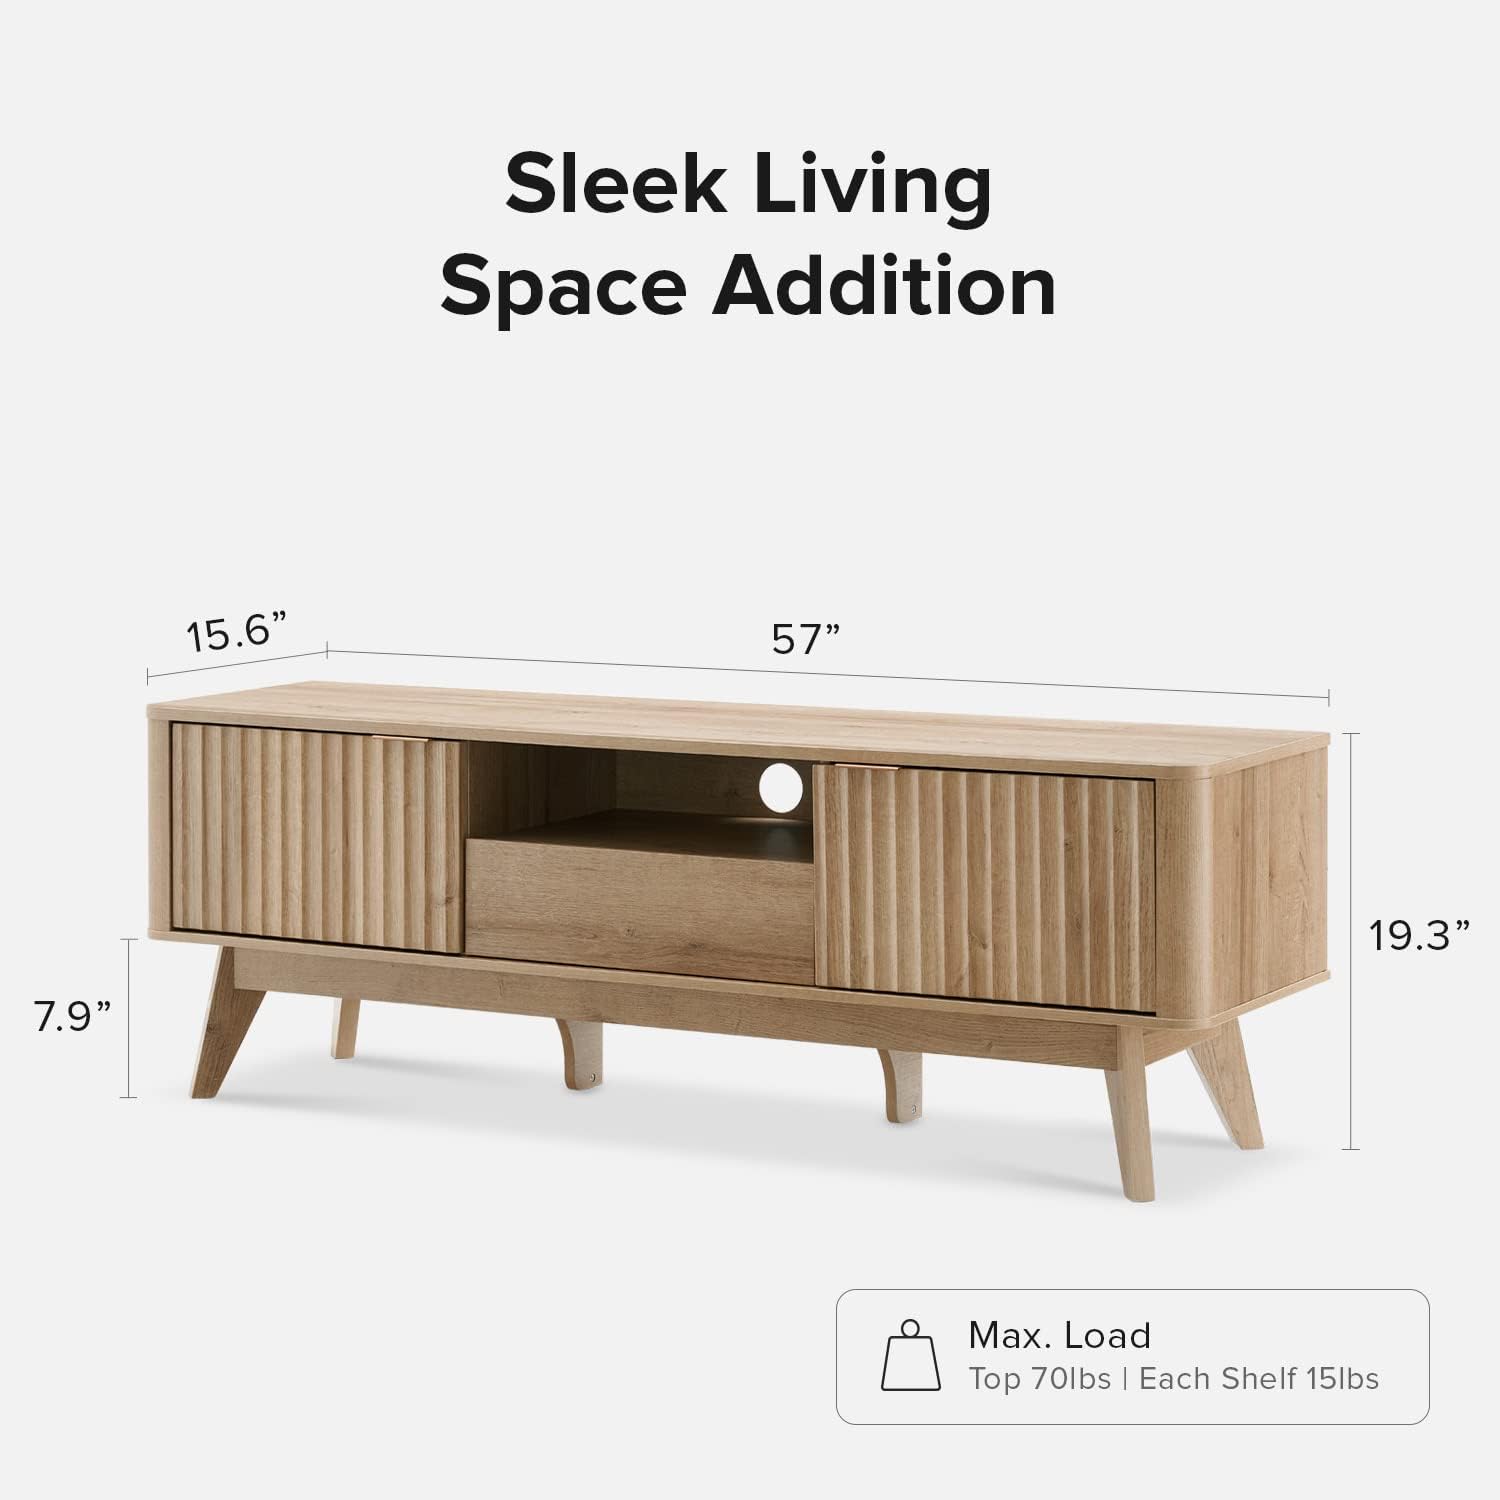 Sleek Living
Space Addition
15.6”
57”
19.3”
7.9”
Max. Load
Top 70lbs | Each Shelf 15lbs